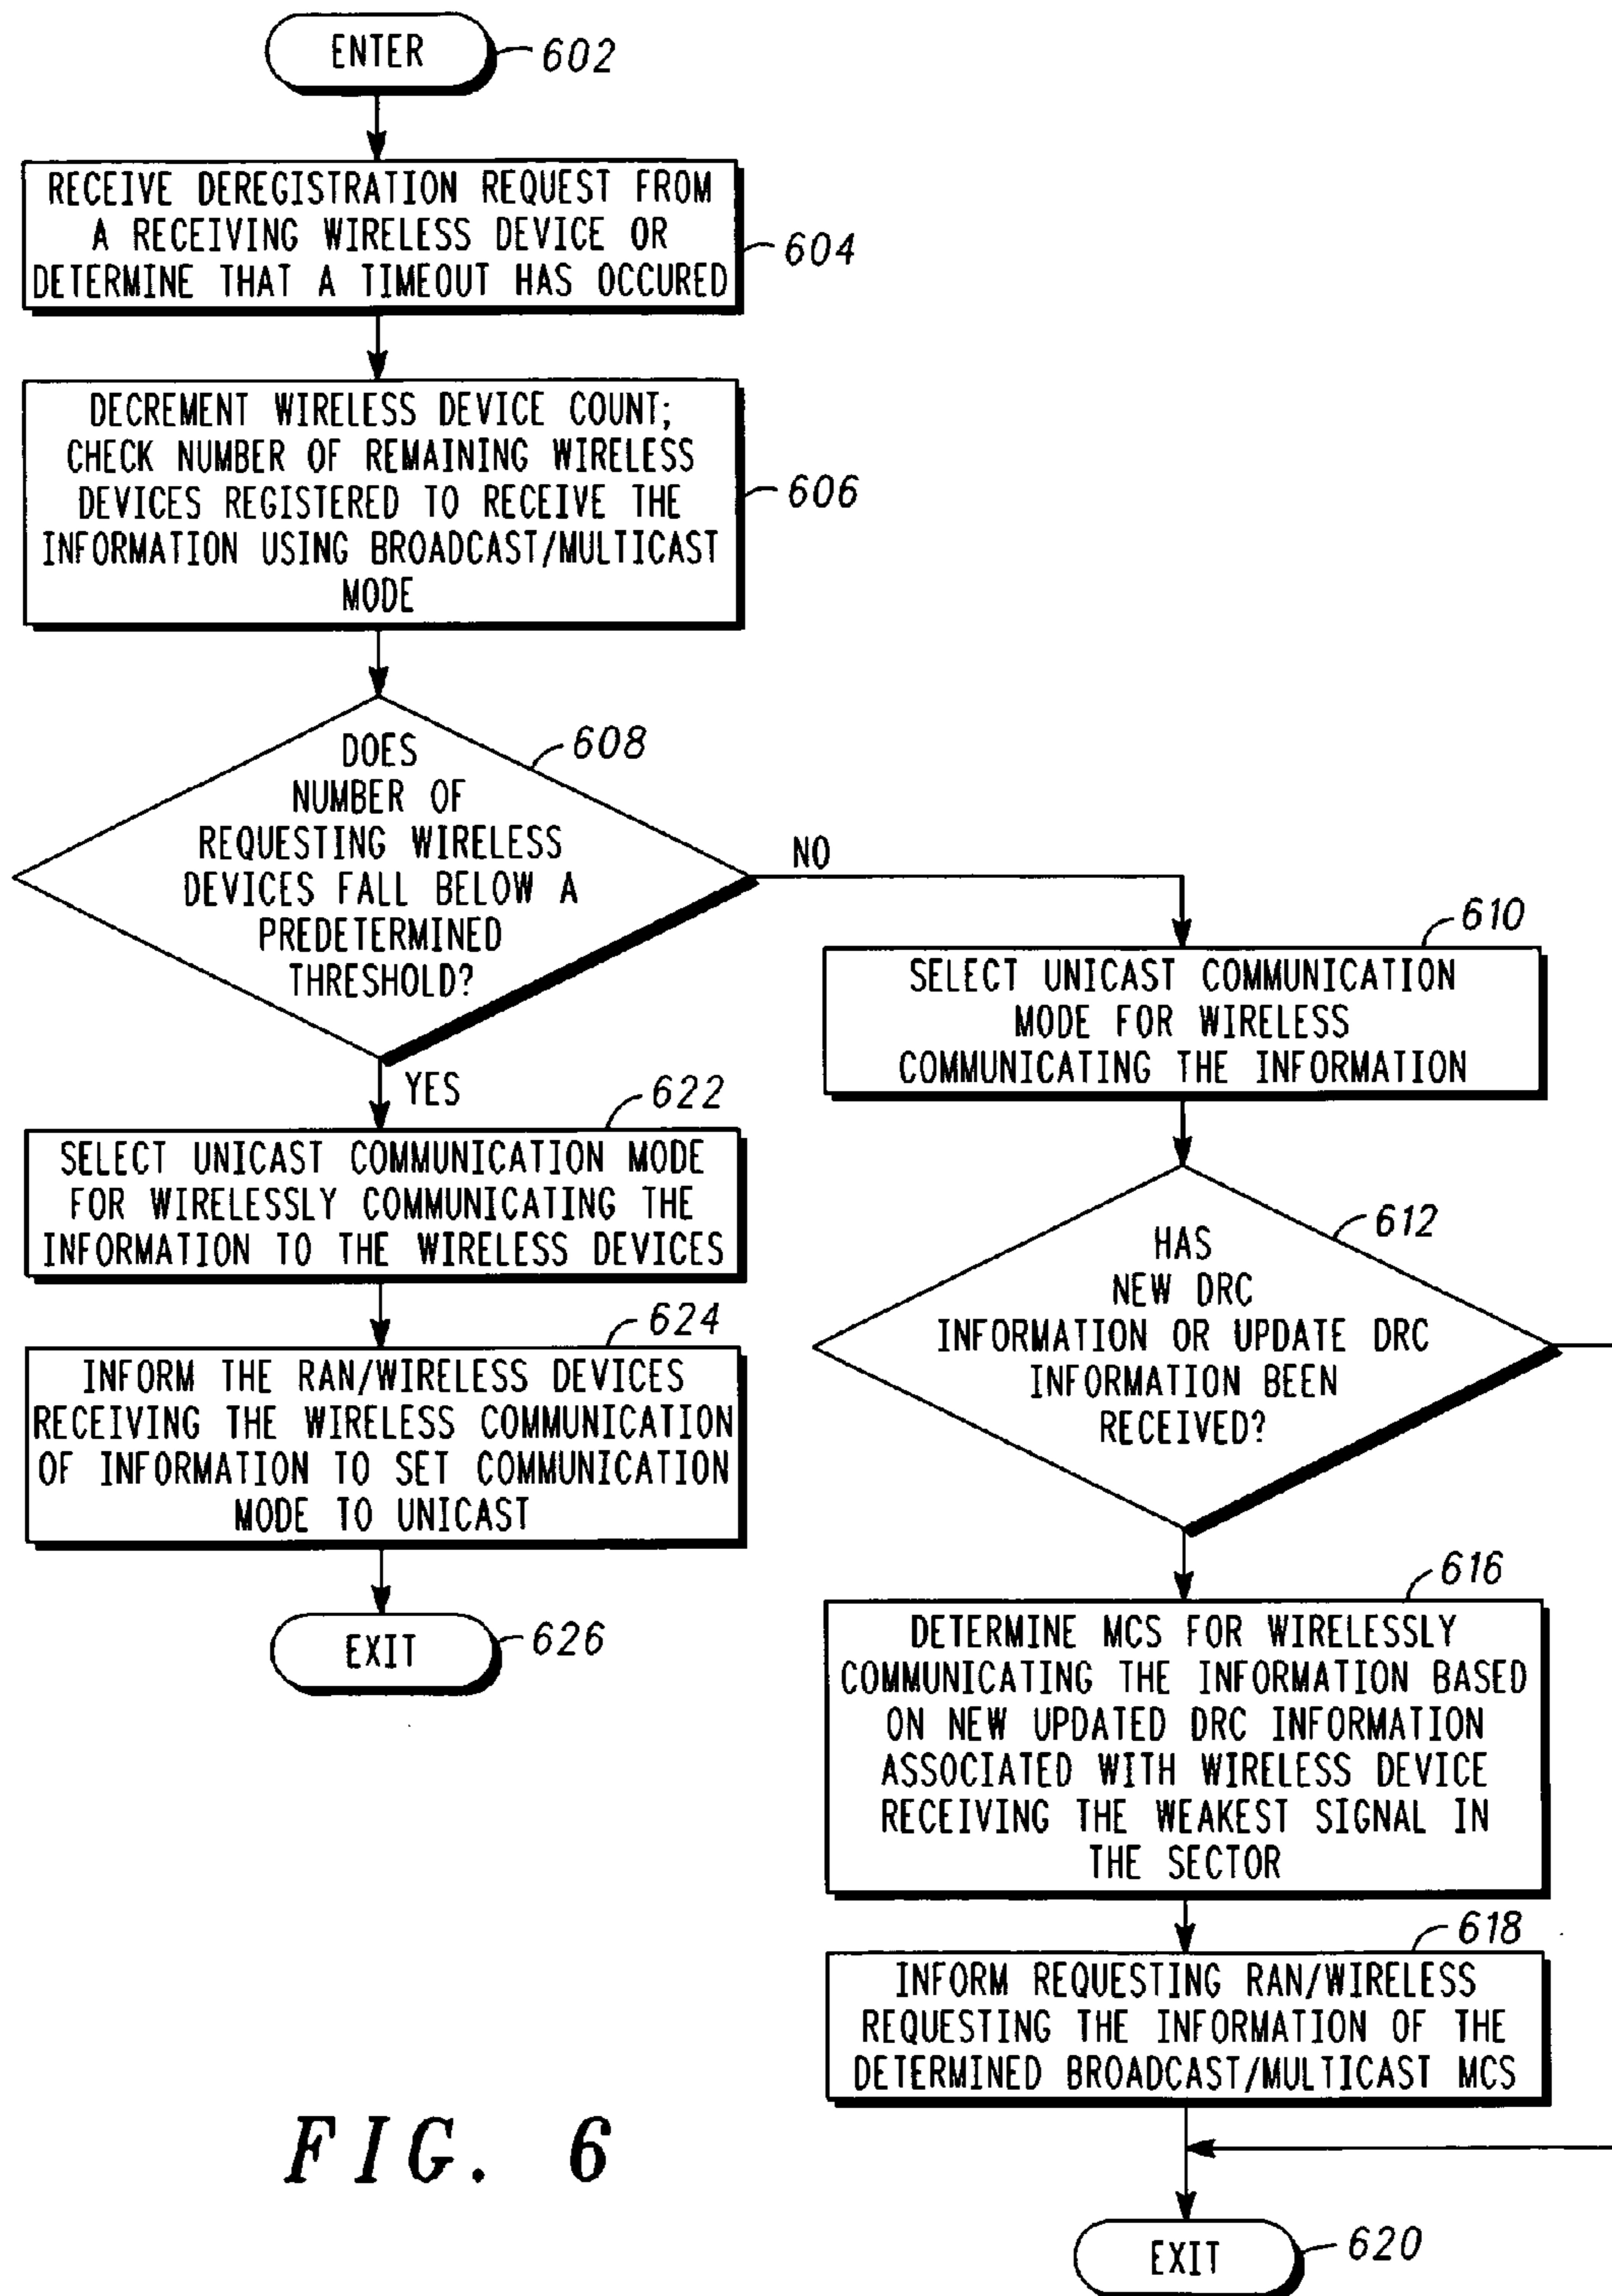 ENTER
602
RECEIVE DEREGISTRATION REQUEST FROM
A RECEIVING WIRELESS DEVICE OR
DETERMINE THAT A TIMEOUT HAS OCCURED
604
DECREMENT WIRELESS DEVICE COUNT;
CHECK NUMBER OF REMAINING WIRELESS
DEVICES REGISTERED TO RECEIVE THE
INFORMATION USING BROADCAST/MULTICAST
MODE
606
DOES
NUMBER OF
REQUESTING WIRELESS
DEVICES FALL BELOW A
PREDETERMINED
THRESHOLD?
608
NO
YES
622
SELECT UNICAST COMMUNICATION MODE
FOR WIRELESSLY COMMUNICATING THE
INFORMATION TO THE WIRELESS DEVICES
624
INFORM THE RAN/WIRELESS DEVICES
RECEIVING THE WIRELESS COMMUNICATION
OF INFORMATION TO SET COMMUNICATION
MODE TO UNICAST
EXIT
626
610
SELECT UNICAST COMMUNICATION
MODE FOR WIRELESS
COMMUNICATING THE INFORMATION
612
HAS
NEW DRC
INFORMATION OR UPDATE DRC
INFORMATION BEEN
RECEIVED?
616
DETERMINE MCS FOR WIRELESSLY
COMMUNICATING THE INFORMATION BASED
ON NEW UPDATED DRC INFORMATION
ASSOCIATED WITH WIRELESS DEVICE
RECEIVING THE WEAKEST SIGNAL IN
THE SECTOR
618
INFORM REQUESTING RAN/WIRELESS
REQUESTING THE INFORMATION OF THE
DETERMINED BROADCAST/MULTICAST MCS
EXIT
620
FIG. 6